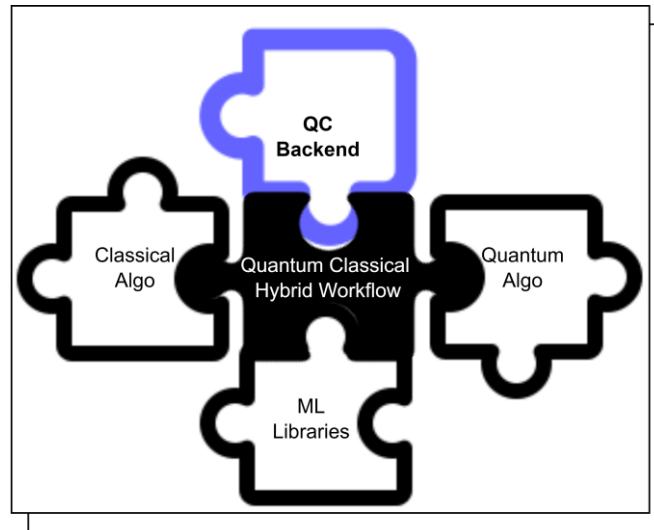 QC
Backend
Classical
Algo
Quantum Classical
Hybrid Workflow
Quantum
Algo
ML
Libraries